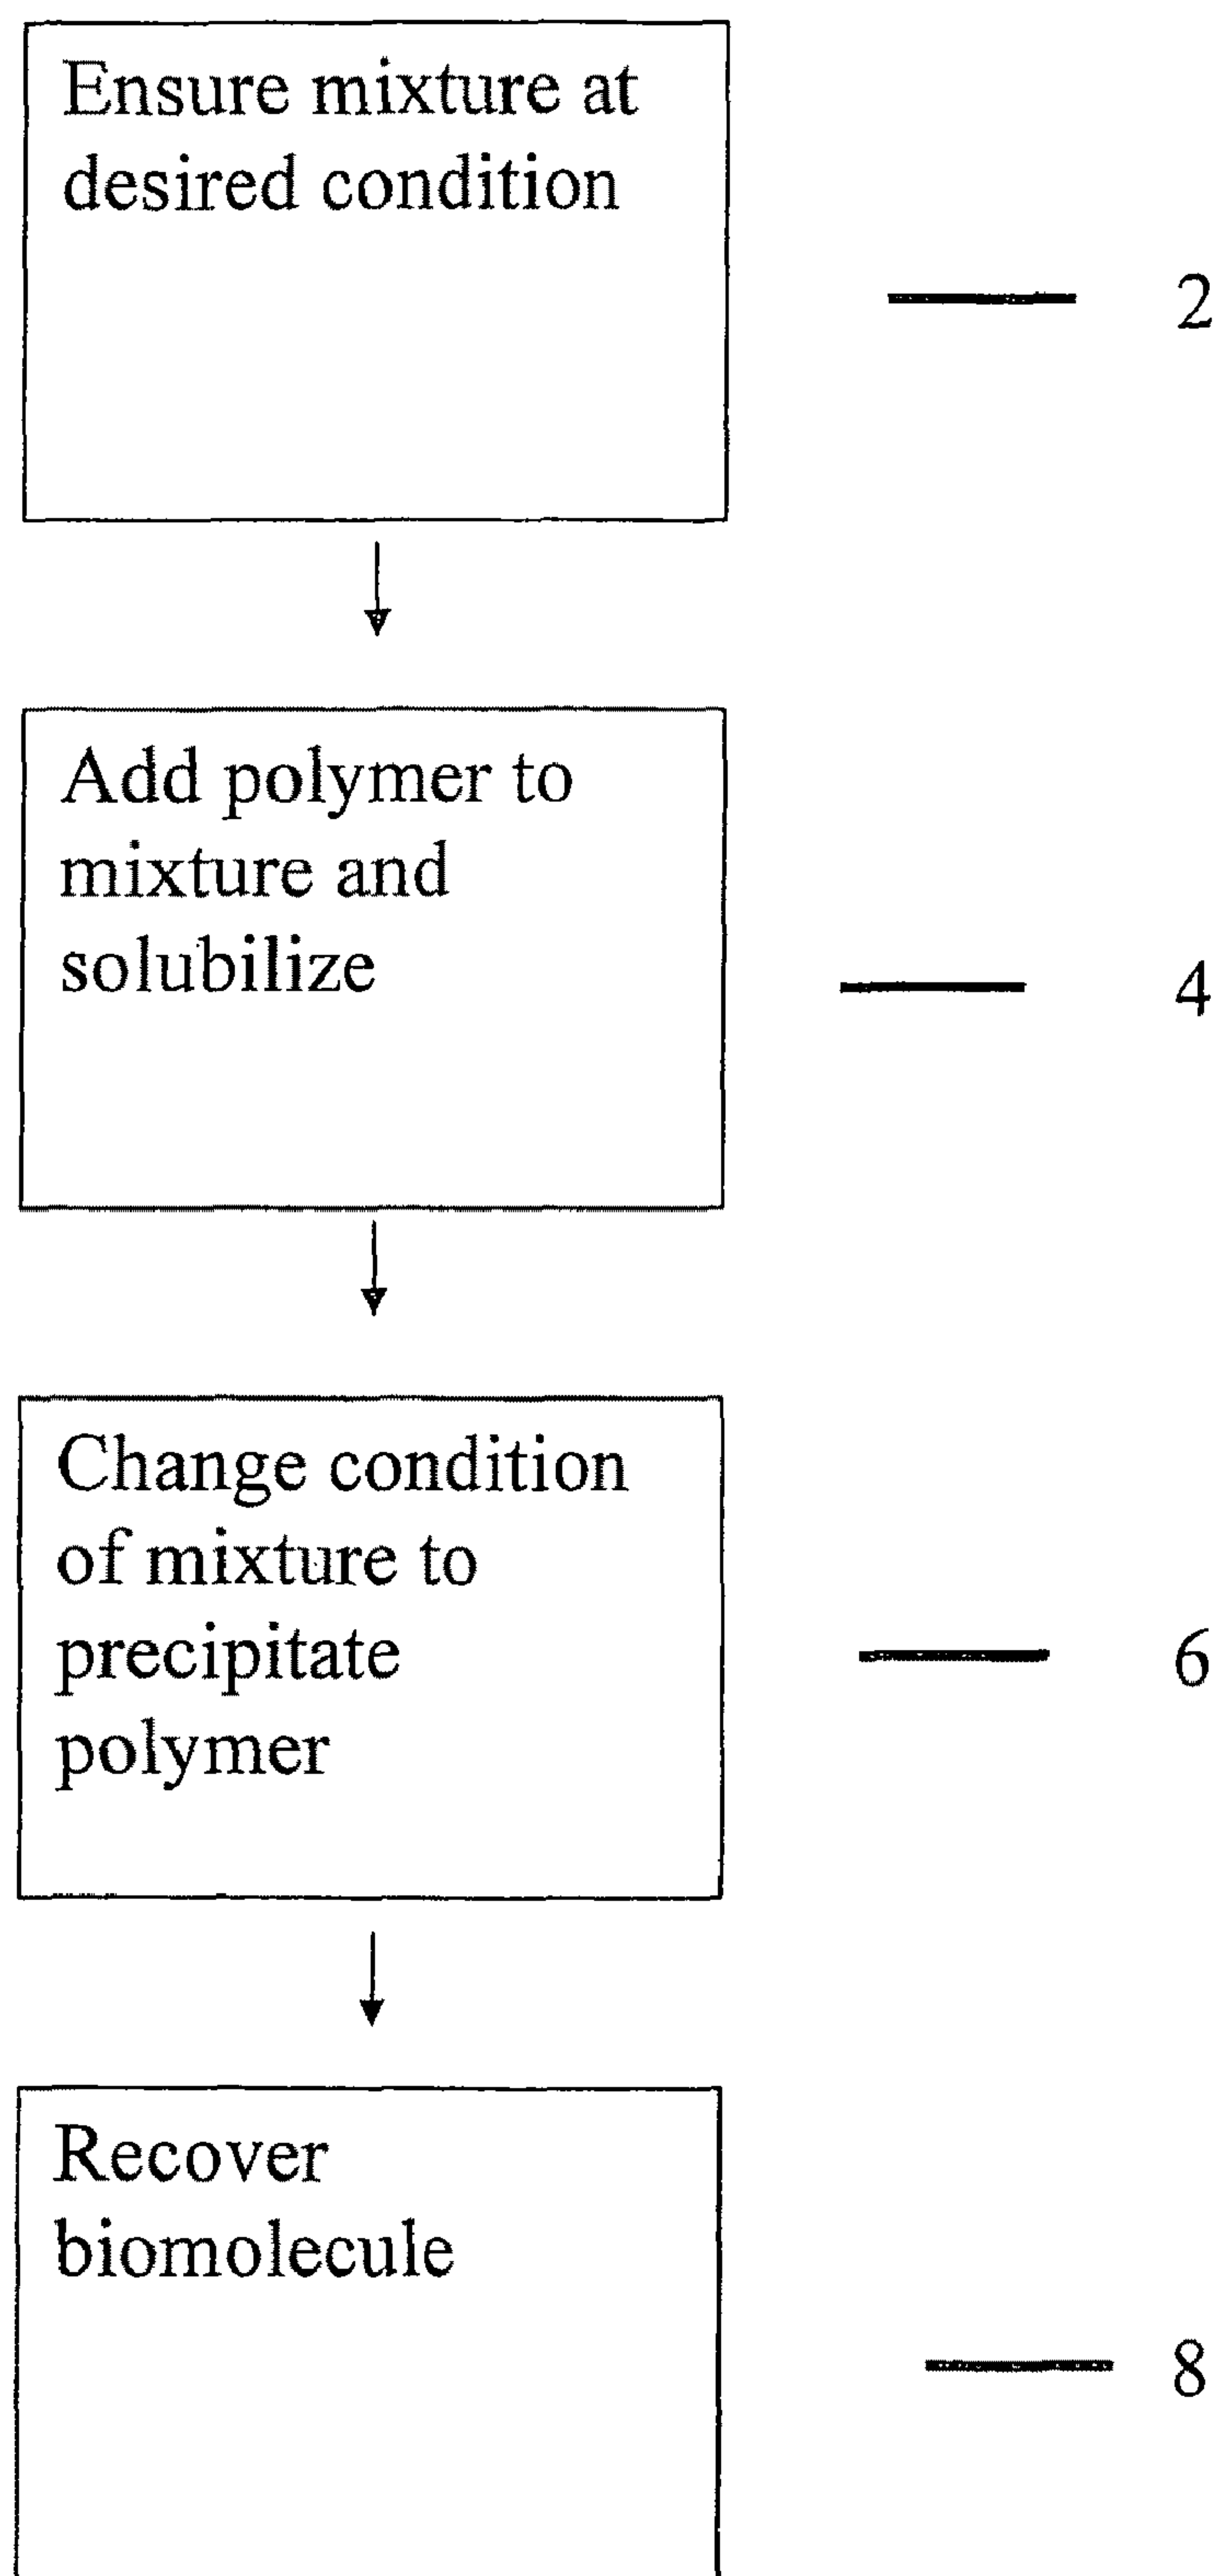 Ensure mixture at
desired condition
2
Add polymer to
mixture and
solubilize
4
Change condition
of mixture to
precipitate
polymer
6
Recover
biomolecule
8